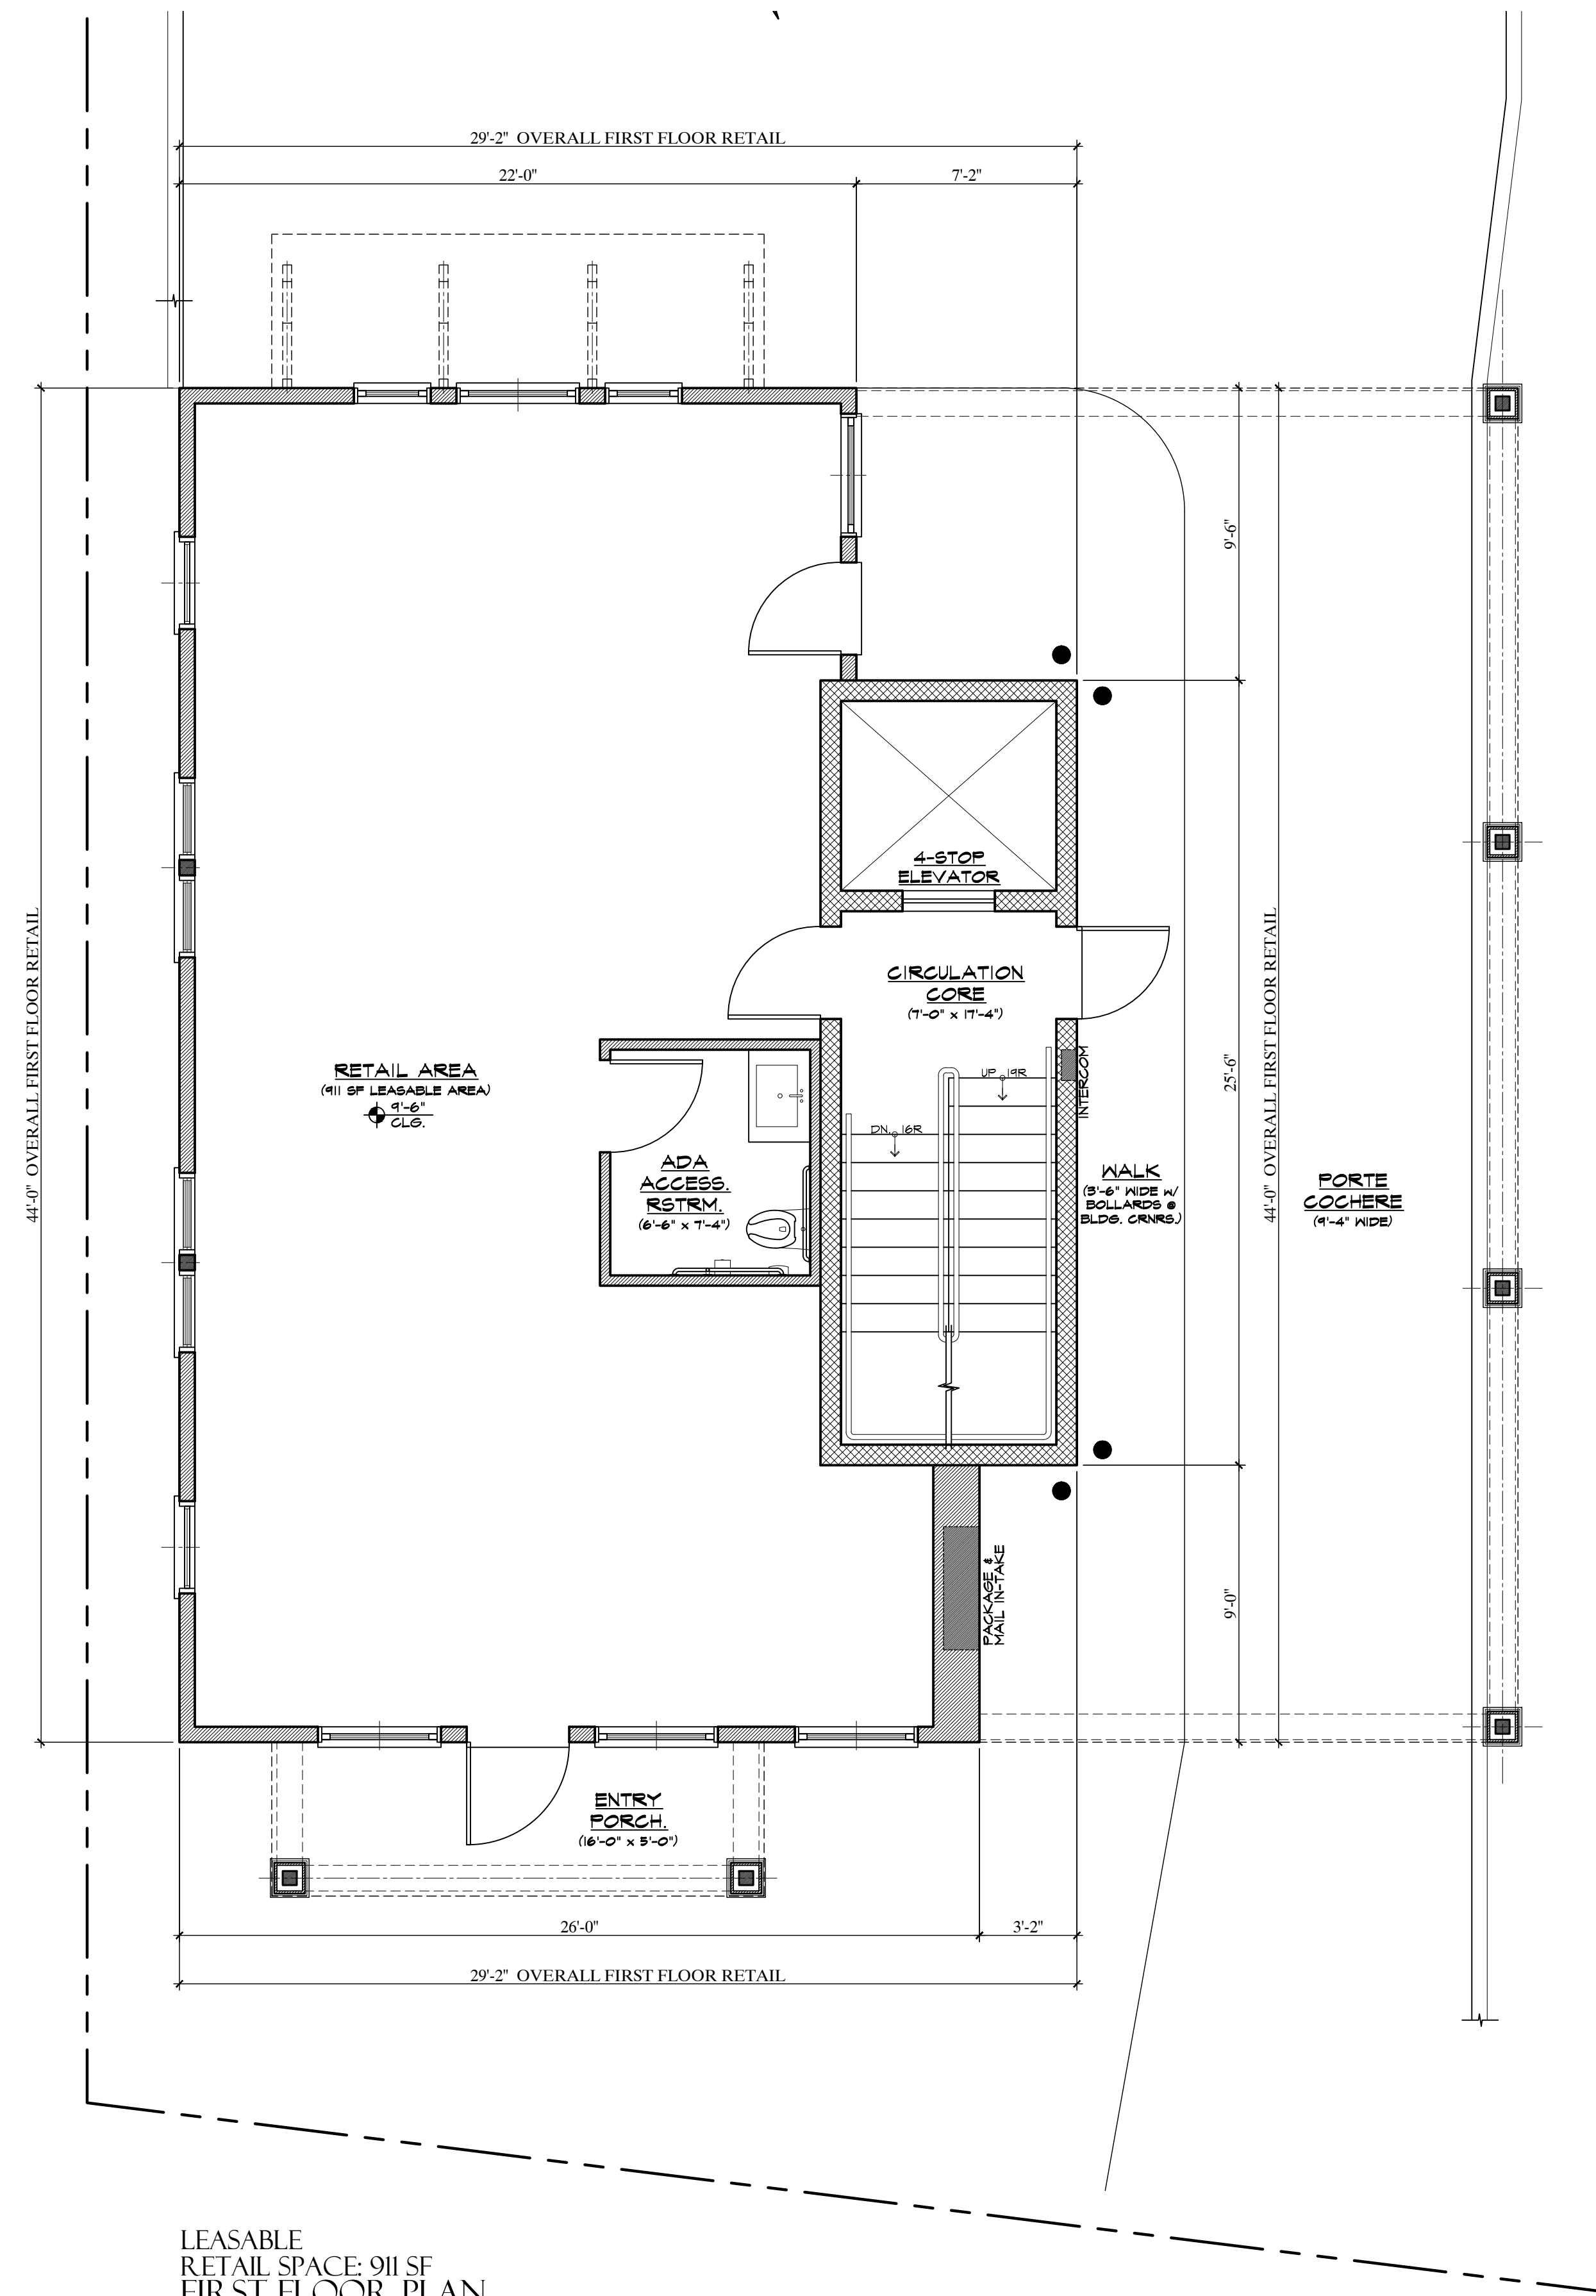 29'-2" OVERALL FIRST FLOOR RETAIL
22'-0"
7'-2"
9'-6"
4-STOP
ELEVATOR
CIRCULATION
CORE
(7'-0" x 17'-4")
44'-0" OVERALL FIRST FLOOR RETAIL
RETAIL AREA
(911 SF LEASABLE AREA)
9'-6"
CLG.
UP 19R
DN. 16R
INTERCOM
25'-6"
44'-0" OVERALL FIRST FLOOR RETAIL
ADA
ACCESS.
RSTRM.
(6'-6" x 7'-4")
WALK
(3'-6" WIDE W/
BOLLARDS @
BLDG. CRNRS.)
PORTE
COCHERE
(9'-4" WIDE)
PACKAGE &
MAIL IN-TAKE
9'-0"
ENTRY
PORCH.
(16'-0" x 5'-0")
26'-0"
3'-2"
29'-2" OVERALL FIRST FLOOR RETAIL
LEASABLE
RETAIL SPACE: 911 SF
FIRST FLOOR PLAN